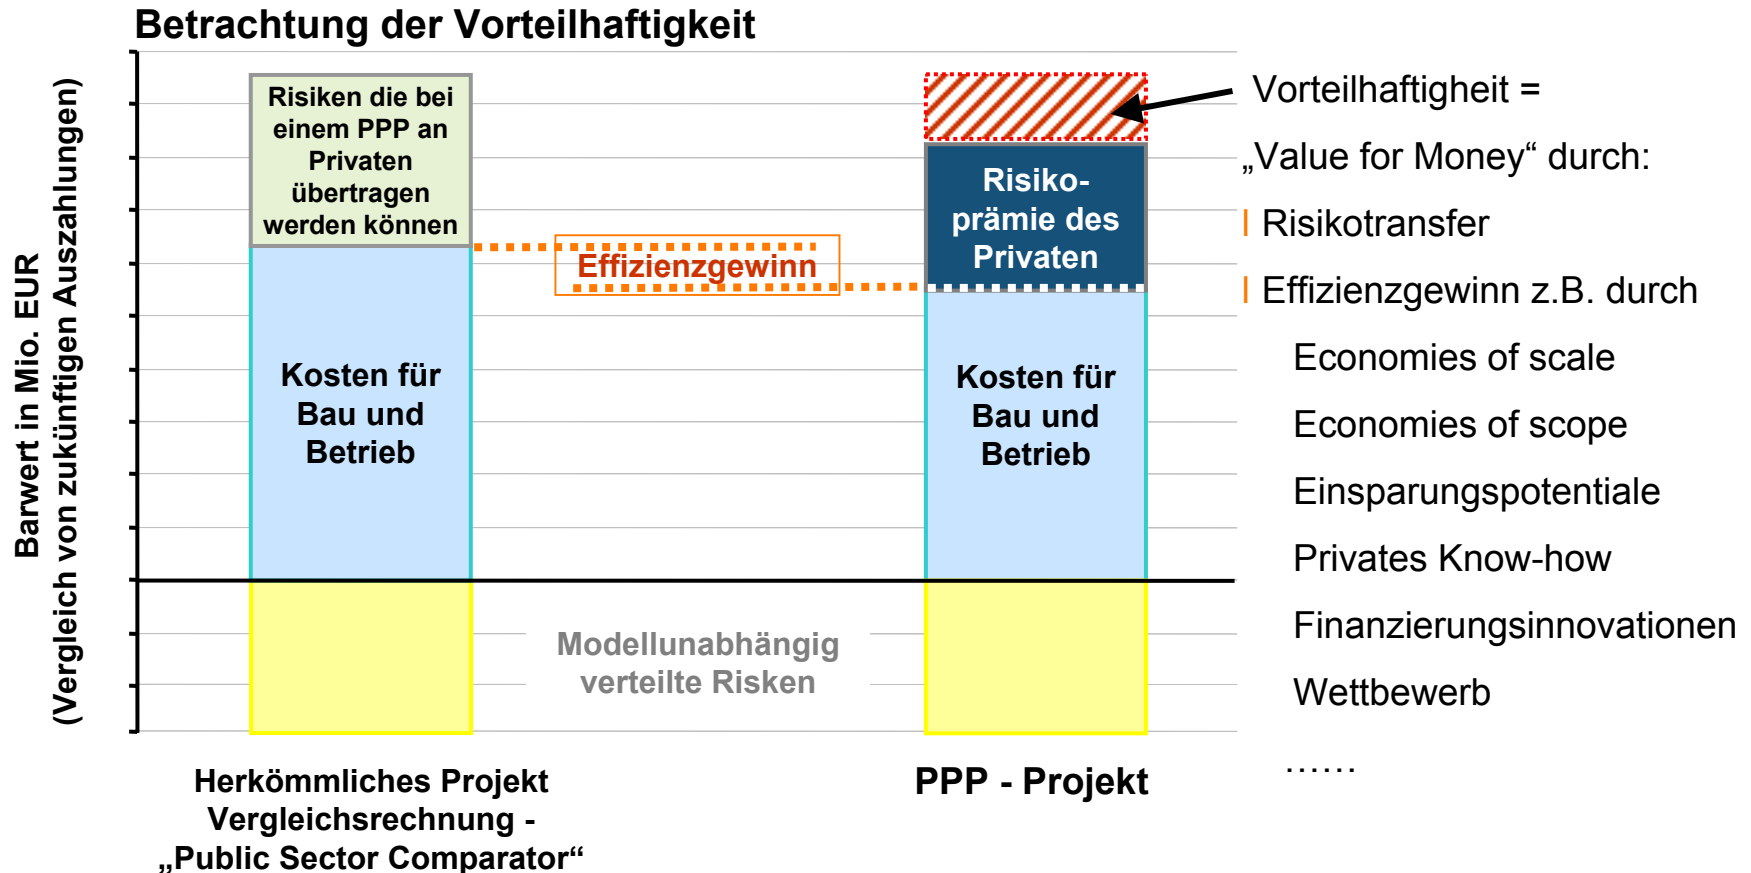 Betrachtung der Vorteilhaftigkeit
Barwert in Mio. EUR
(Vergleich von zukünftigen Auszahlungen)
Risiken die bei
einem PPP an
Privaten
übertragen
werden können
Kosten für
Bau und
Betrieb
Effizienzgewinn
Risiko-
prämie des
Privaten
Kosten für
Bau und
Betrieb
Modellunabhängig
verteilte Risken
Herkömmliches Projekt
Vergleichsrechnung -
„Public Sector Comparator“
PPP - Projekt
Vorteilhaftigheit =
„Value for Money“ durch:
Risikotransfer
Effizienzgewinn z.B. durch
Economies of scale
Economies of scope
Einsparungspotentiale
Privates Know-how
Finanzierungsinnovationen
Wettbewerb
……